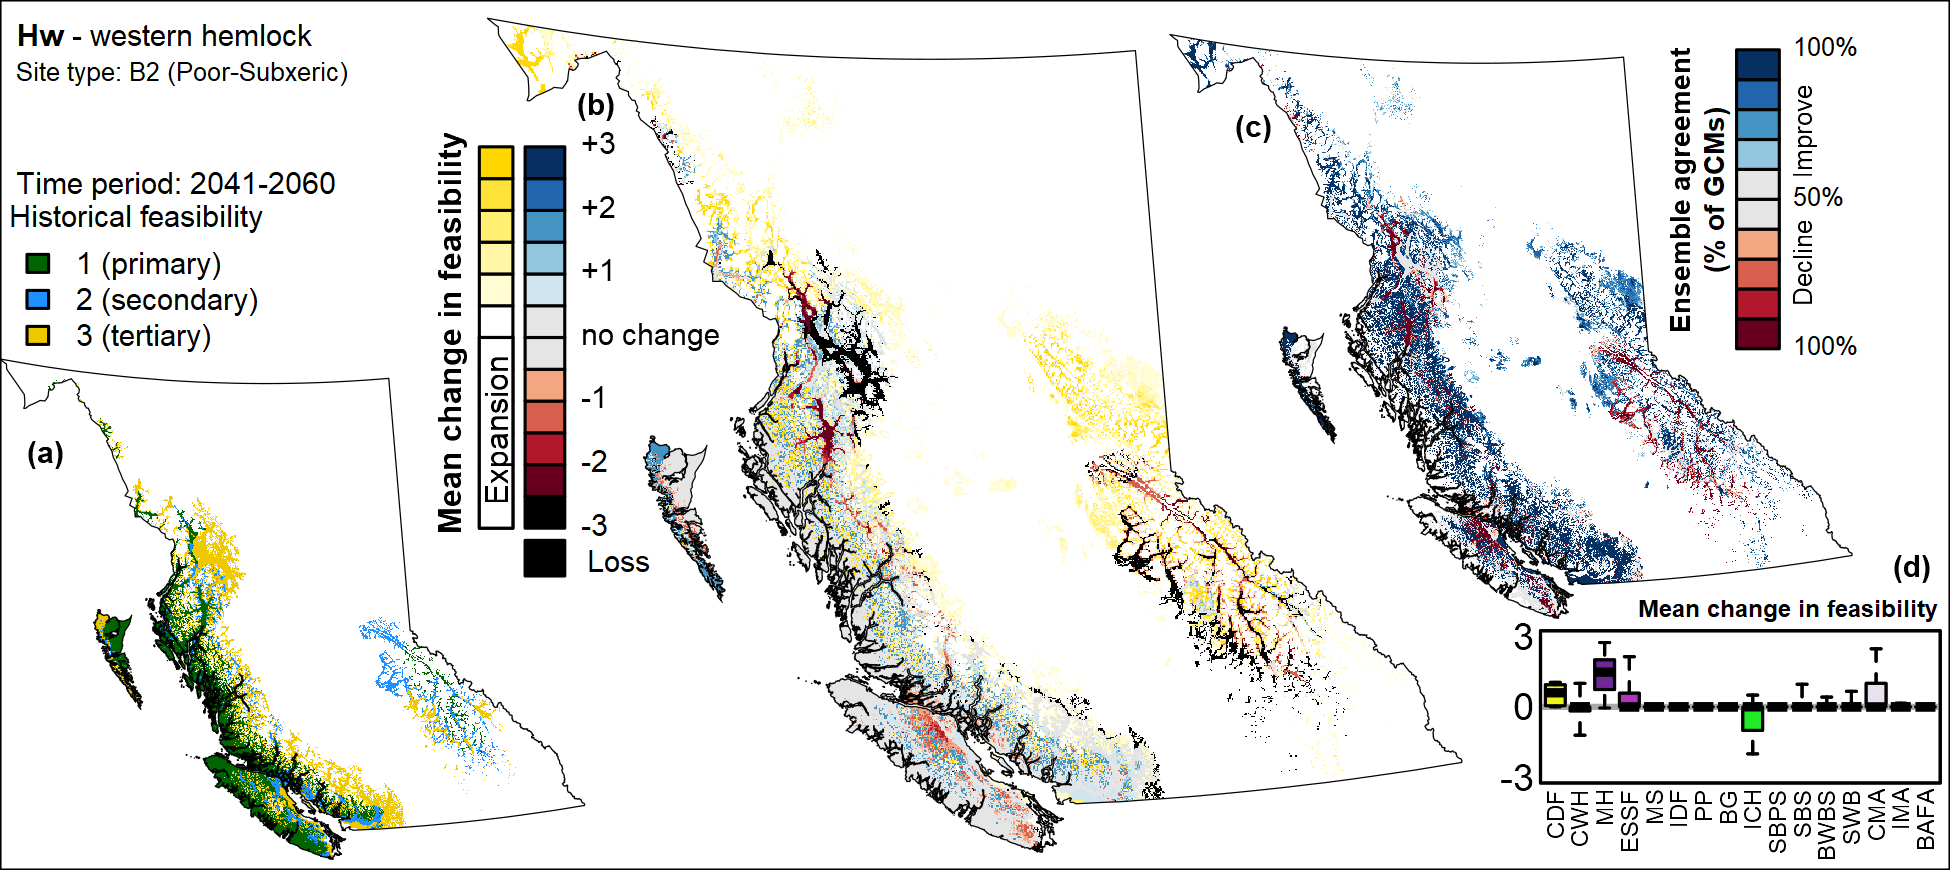 Hw - western hemlock
Site type: B2 (Poor-Subxeric)
Time period: 2041-2060
Historical feasibility
1 (primary)
2 (secondary)
3 (tertiary)
(a)
(b)
Mean change in feasibility
Expansion
+3
+2
+1
no change
-1
-2
-3
Loss
(c)
Ensemble agreement
(% of GCMs)
100%
Improve
50%
Decline
100%
(d)
Mean change in feasibility
3
0
-3
CDF
CWH
MH
ESSF
MS
IDF
PP
BG
ICH
SBPS
SBS
BWBS
SWB
CMA
IMA
BAFA